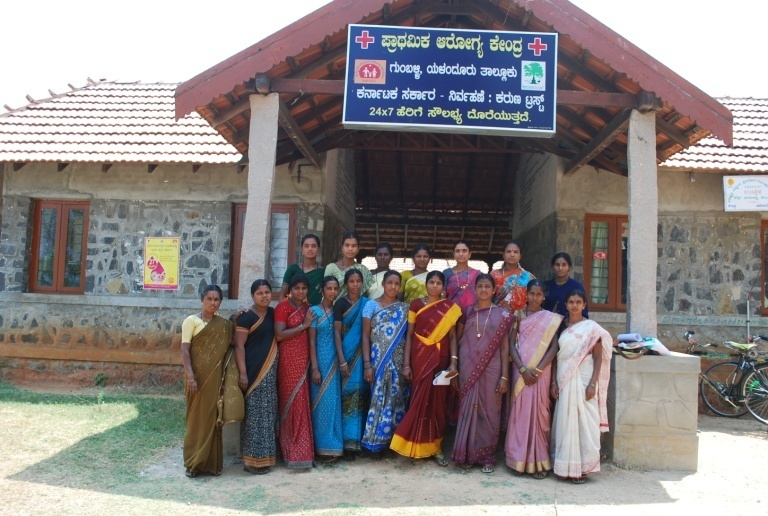 ಪ್ರಾಥಮಿಕ ಆರೋಗ್ಯ ಕೇಂದ್ರ
ಗುಂಬಳ್ಳಿ, ಯಳಂದೂರು ತಾಲ್ಲೂಕು
ಕರ್ನಾಟಕ ಸರ್ಕಾರ - ನಿರ್ವಹಣೆ : ಕರುಣ ಟ್ರಸ್ಟ್
24x7 ಹೆರಿಗೆ ಸೌಲಭ್ಯ ದೊರೆಯುತ್ತದೆ.